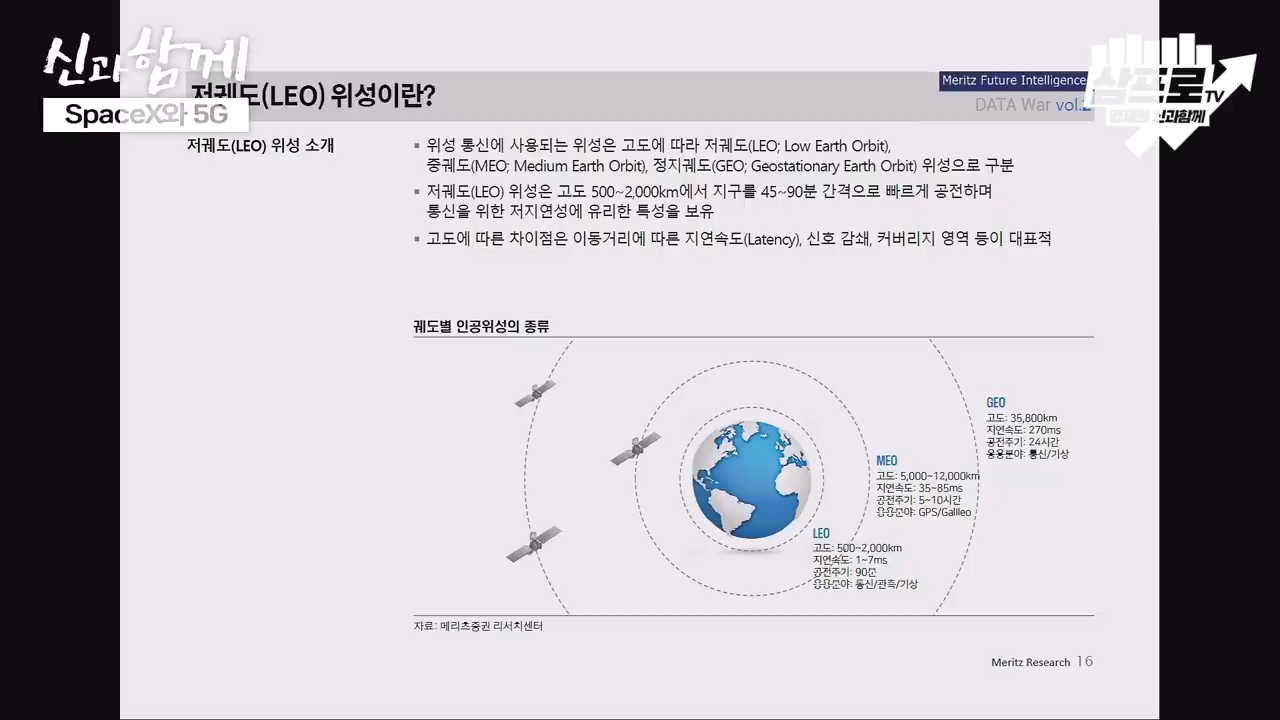 신과함께
SpaceX와 5G
삼프로TV
신과함께
저궤도(LEO) 위성이란?
Meritz Future Intelligence
DATA War vol.2
저궤도(LEO) 위성 소개
▪ 위성 통신에 사용되는 위성은 고도에 따라 저궤도(LEO; Low Earth Orbit),
중궤도(MEO; Medium Earth Orbit), 정지궤도(GEO; Geostationary Earth Orbit) 위성으로 구분
▪ 저궤도(LEO) 위성은 고도 500~2,000km에서 지구를 45~90분 간격으로 빠르게 공전하며
통신을 위한 저지연성에 유리한 특성을 보유
▪ 고도에 따른 차이점은 이동거리에 따른 지연속도(Latency), 신호 감쇄, 커버리지 영역 등이 대표적
궤도별 인공위성의 종류
GEO
고도: 35,800km
지연속도: 270ms
공전주기: 24시간
응용분야: 통신/기상
MEO
고도: 5,000~12,000km
지연속도: 35~85ms
공전주기: 5~10시간
응용분야: GPS/Galileo
LEO
고도: 500~2,000km
지연속도: 1~7ms
공전주기: 90분
응용분야: 통신/관측/기상
자료: 메리츠증권 리서치센터
Meritz Research 16